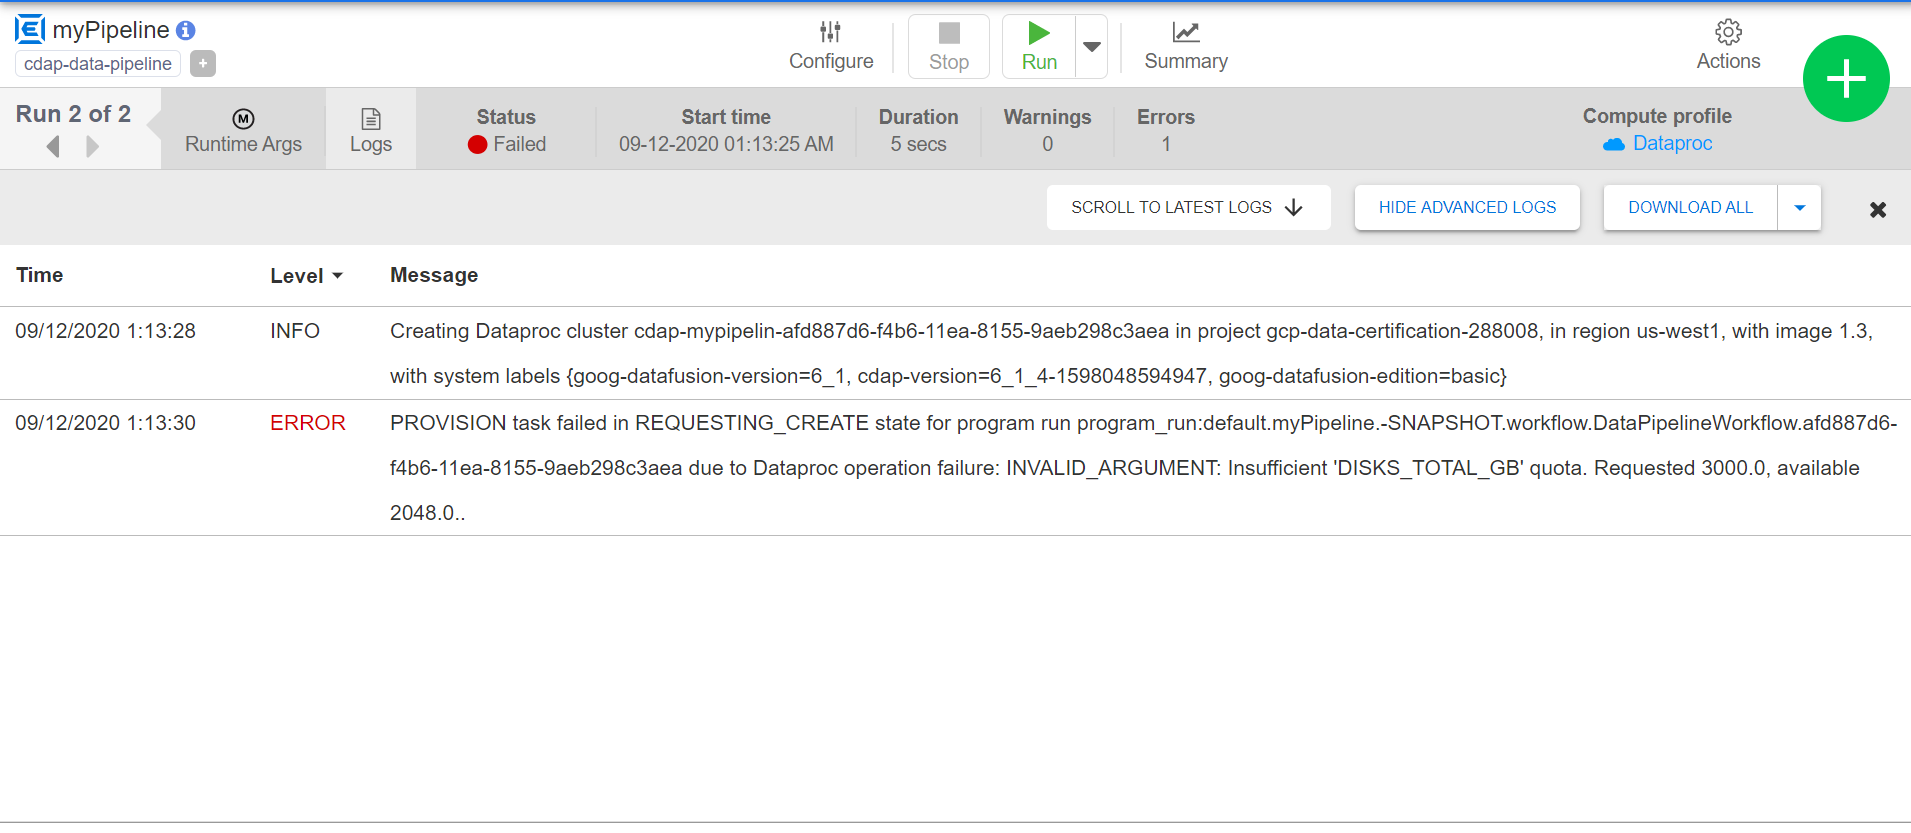 myPipeline
cdap-data-pipeline
+
Configure
Stop
Run
Summary
Actions
Run 2 of 2
M
Runtime Args
Logs
Status
Failed
Start time
09-12-2020 01:13:25 AM
Duration
5 secs
Warnings
0
Errors
1
Compute profile
Dataproc
SCROLL TO LATEST LOGS
HIDE ADVANCED LOGS
DOWNLOAD ALL
Time Level Message
09/12/2020 1:13:28 INFO Creating Dataproc cluster cdap-mypipelin-afd887d6-f4b6-11ea-8155-9aeb298c3aea in project gcp-data-certification-288008, in region us-west1, with image 1.3,
with system labels {goog-datafusion-version=6_1, cdap-version=6_1_4-1598048594947, goog-datafusion-edition=basic}
09/12/2020 1:13:30 ERROR PROVISION task failed in REQUESTING_CREATE state for program run program_run:default.myPipeline.-SNAPSHOT.workflow.DataPipelineWorkflow.afd887d6-
f4b6-11ea-8155-9aeb298c3aea due to Dataproc operation failure: INVALID_ARGUMENT: Insufficient 'DISKS_TOTAL_GB' quota. Requested 3000.0, available
2048.0..